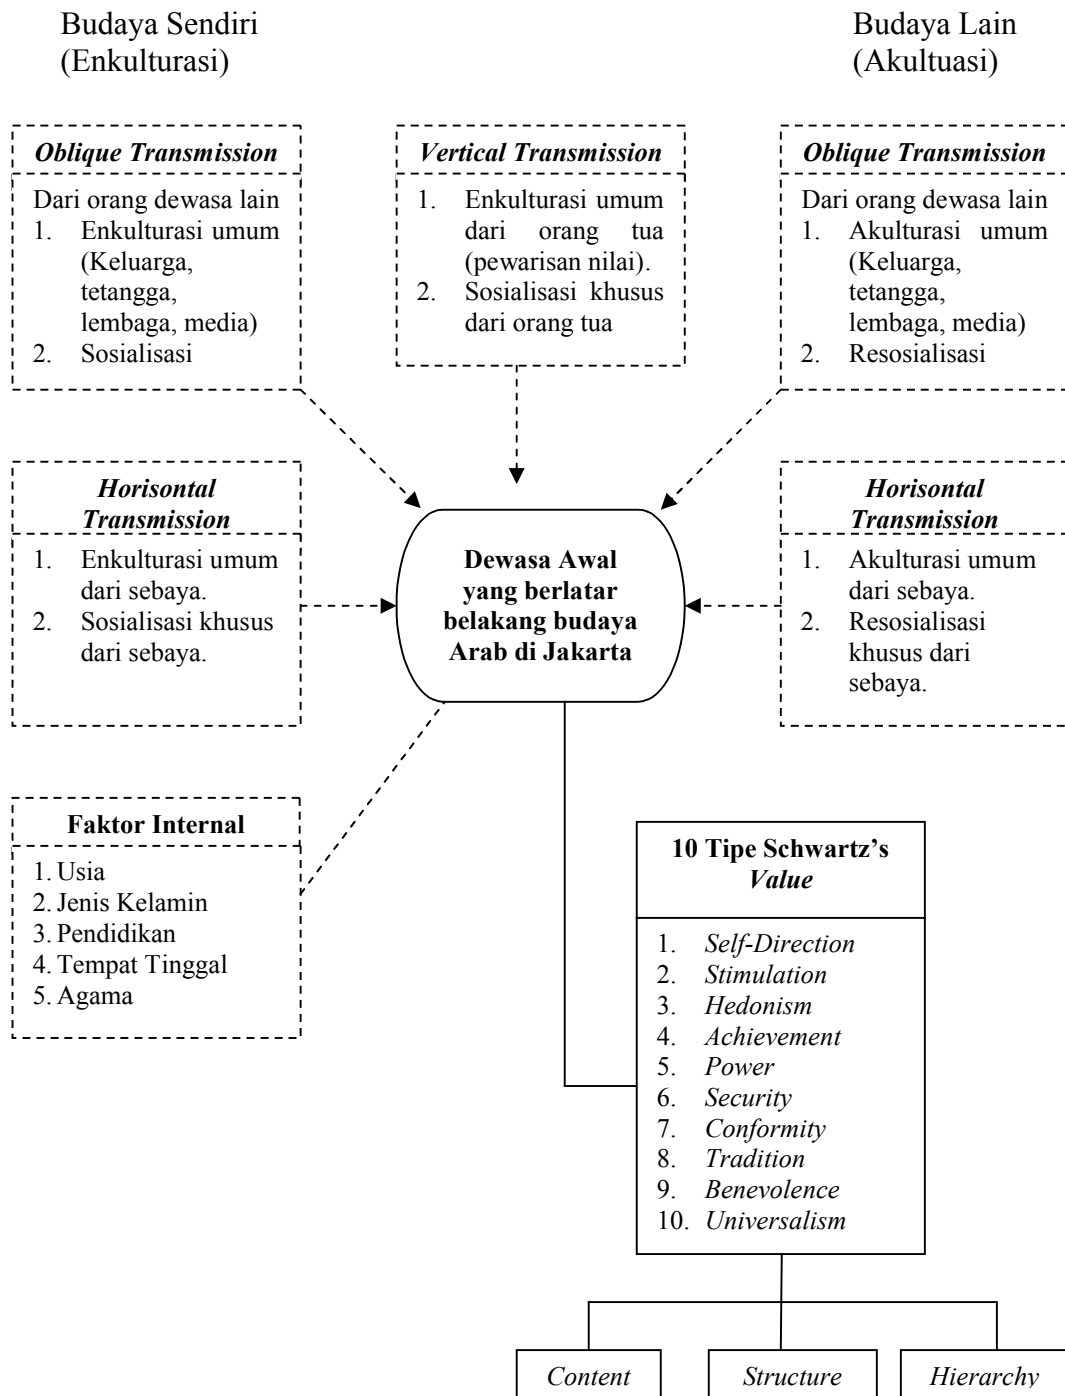 Budaya Sendiri
(Enkulturasi)
Budaya Lain
(Akultuasi)
Oblique Transmission
Dari orang dewasa lain
1. Enkulturasi umum
(Keluarga,
tetangga,
lembaga, media)
2. Sosialisasi
Vertical Transmission
1. Enkulturasi umum
dari orang tua
(pewarisan nilai).
2. Sosialisasi khusus
dari orang tua
Oblique Transmission
Dari orang dewasa lain
1. Akulturasi umum
(Keluarga,
tetangga,
lembaga, media)
2. Resosialisasi
Horisontal
Transmission
1. Enkulturasi umum
dari sebaya.
2. Sosialisasi khusus
dari sebaya.
Dewasa Awal
yang berlatar
belakang budaya
Arab di Jakarta
Horisontal
Transmission
1. Akulturasi umum
dari sebaya.
2. Resosialisasi
khusus dari
sebaya.
Faktor Internal
1. Usia
2. Jenis Kelamin
3. Pendidikan
4. Tempat Tinggal
5. Agama
10 Tipe Schwartz’s
Value
1. Self-Direction
2. Stimulation
3. Hedonism
4. Achievement
5. Power
6. Security
7. Conformity
8. Tradition
9. Benevolence
10. Universalism
Content
Structure
Hierarchy